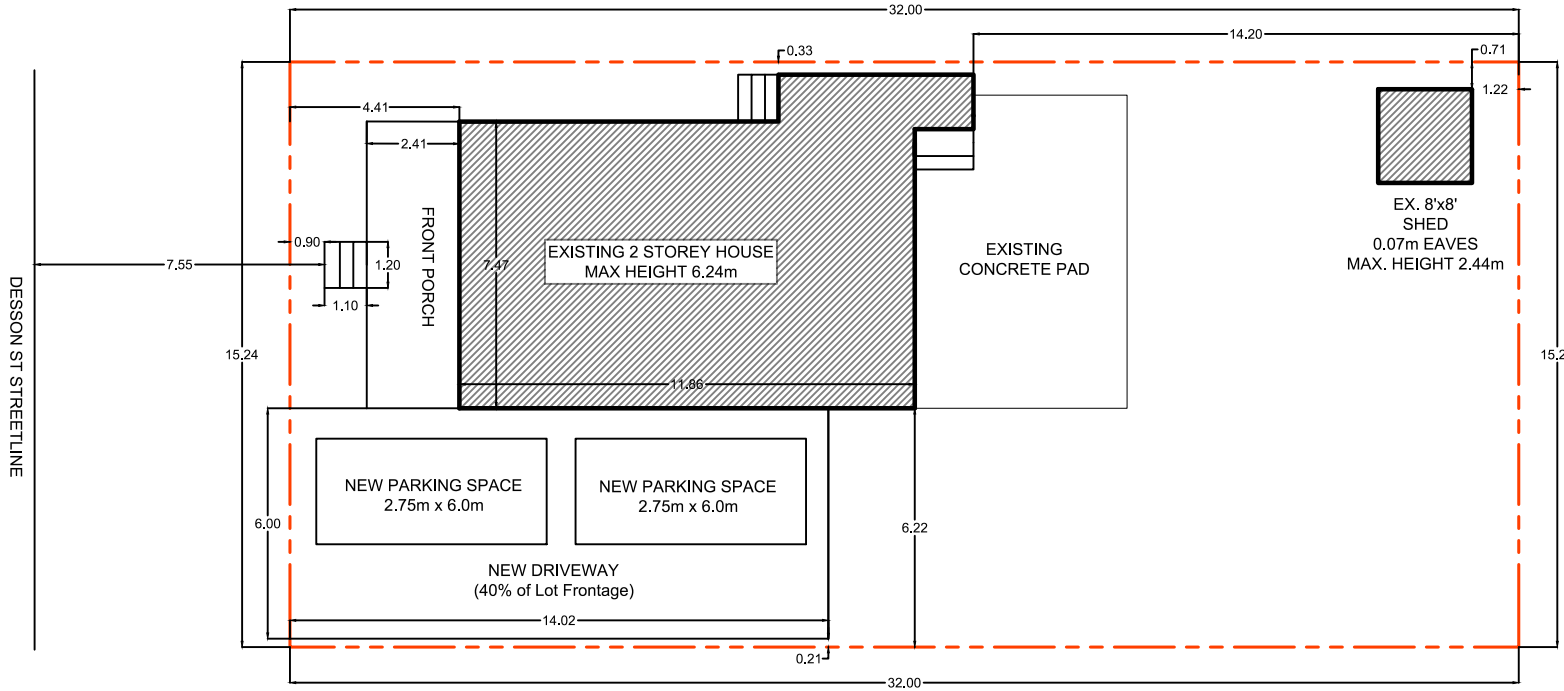 32.00
14.20
0.33
0.71
1.22
4.41
2.41
FRONT PORCH
0.90
1.20
7.55
1.10
7.47
EXISTING 2 STOREY HOUSE
MAX HEIGHT 6.24m
EXISTING
CONCRETE PAD
EX. 8'x8'
SHED
0.07m EAVES
MAX. HEIGHT 2.44m
DESSON ST STREETLINE
15.24
15.2
11.86
NEW PARKING SPACE
2.75m x 6.0m
NEW PARKING SPACE
2.75m x 6.0m
6.00
6.22
NEW DRIVEWAY
(40% of Lot Frontage)
14.02
0.21
32.00